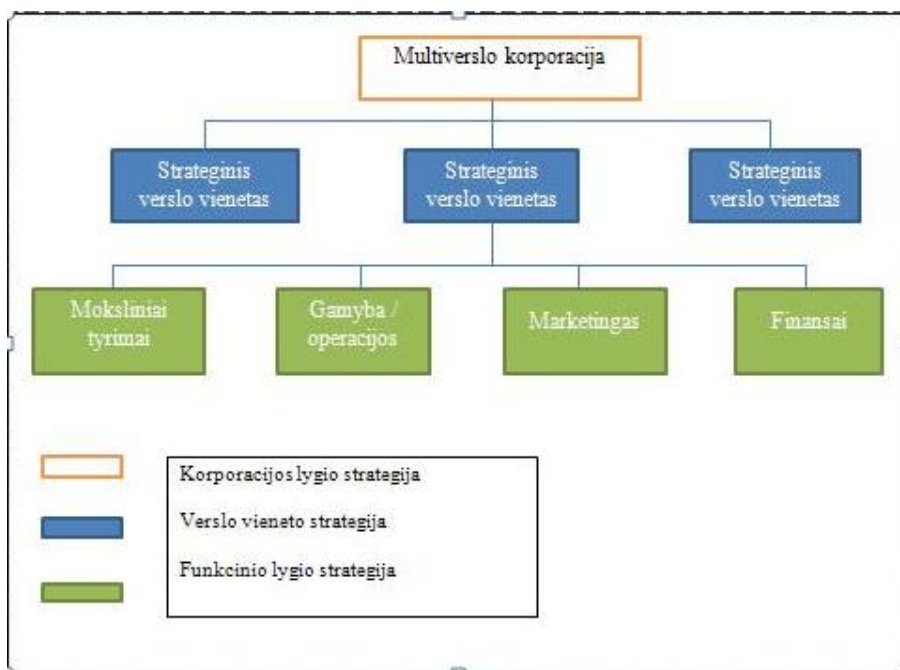 Multiverslo korporacija
Strateginis
verslo vienetas
Strateginis
verslo vienetas
Strateginis
verslo vienetas
Moksliniai
tyrimai
Gamyba /
operacijos
Marketingas
Finansai
Korporacijos lygio strategija
Verslo vieneto strategija
Funkcinio lygio strategija